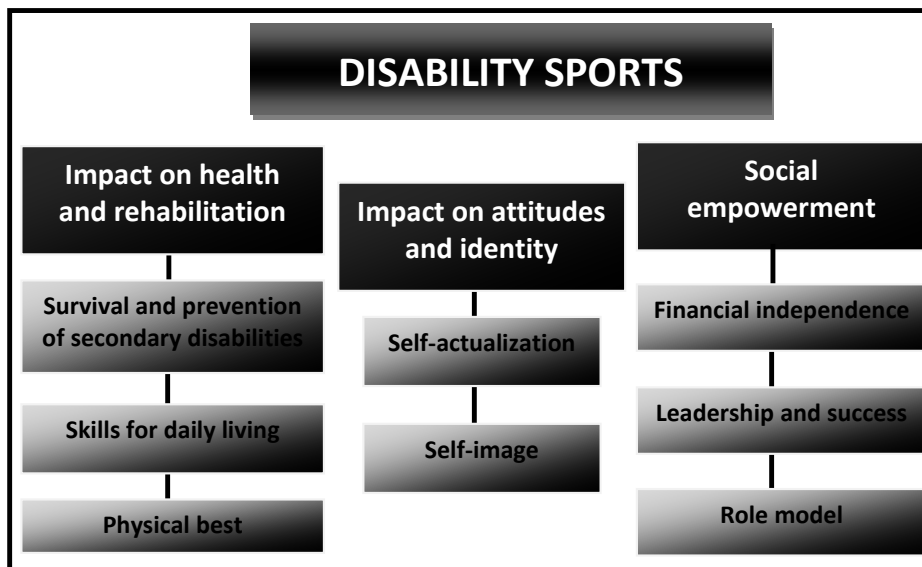 DISABILITY SPORTS
Impact on health
and rehabilitation
Survival and prevention
of secondary disabilities
Skills for daily living
Physical best
Impact on attitudes
and identity
Self-actualization
Self-image
Social
empowerment
Financial independence
Leadership and success
Role model